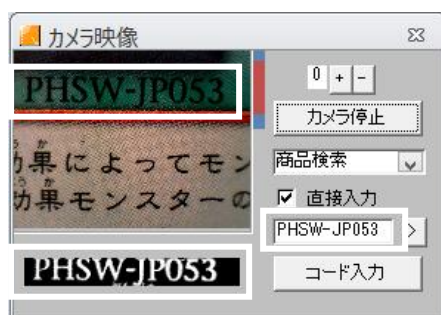 カメラ映像
PHSW-JP053
果によってモン
効果モンスターの
PHSW-JP053
0 + -
カメラ停止
商品検索
直接入力
PHSW-JP053 >
コード入力